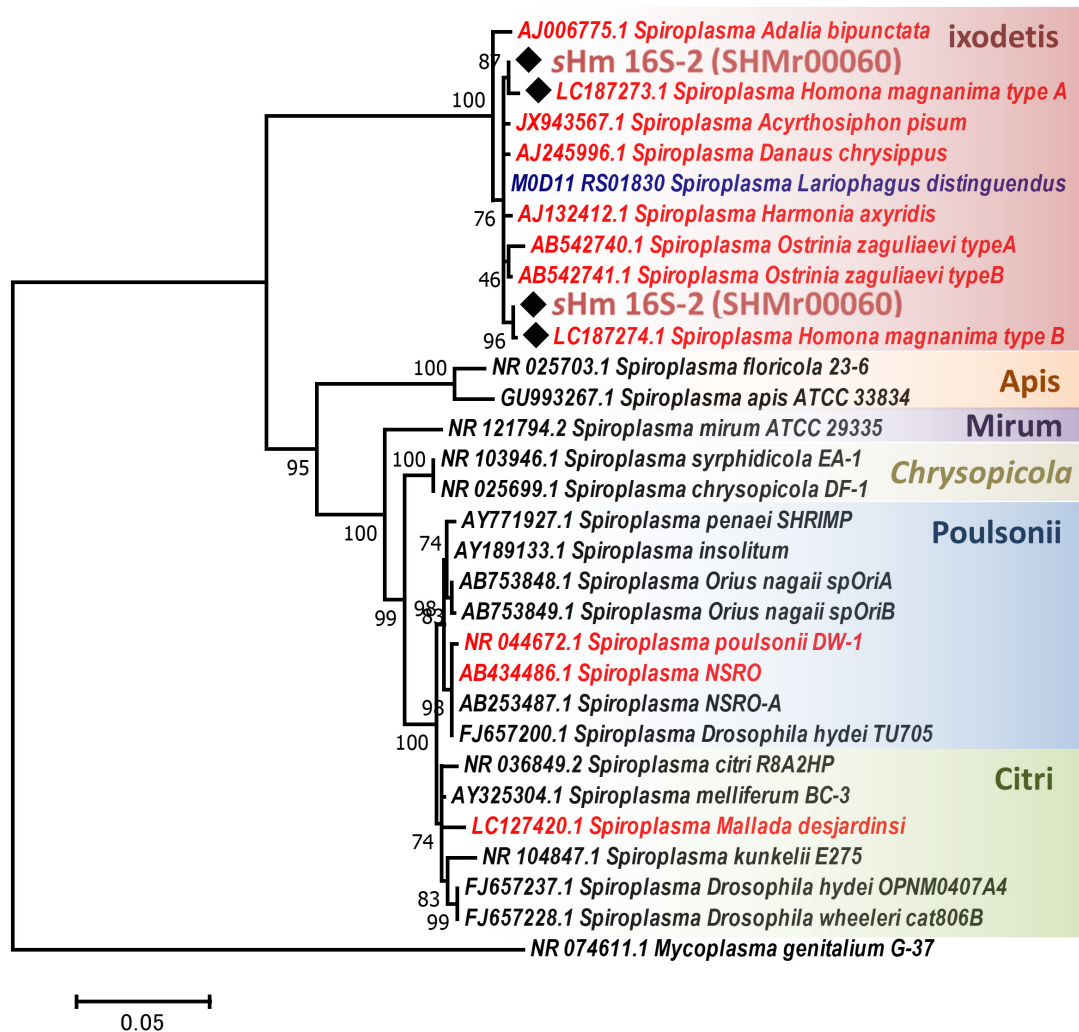 AJ006775.1 Spiroplasma Adalia bipunctata
ixodetis
87
sHm 16S-2 (SHMr00060)
LC187273.1 Spiroplasma Homona magnanima type A
100
JX943567.1 Spiroplasma Acyrthosiphon pisum
AJ245996.1 Spiroplasma Danaus chrysippus
M0D11 RS01830 Spiroplasma Lariophagus distinguendus
AJ132412.1 Spiroplasma Harmonia axyridis
76
AB542740.1 Spiroplasma Ostrinia zaguliaevi typeA
AB542741.1 Spiroplasma Ostrinia zaguliaevi typeB
46
sHm 16S-2 (SHMr00060)
LC187274.1 Spiroplasma Homona magnanima type B
96
NR 025703.1 Spiroplasma floricola 23-6
100
Apis
GU993267.1 Spiroplasma apis ATCC 33834
NR 121794.2 Spiroplasma mirum ATCC 29335
Mirum
95
NR 103946.1 Spiroplasma syrphidicola EA-1
100
Chrysopicola
NR 025699.1 Spiroplasma chrysopicola DF-1
AY771927.1 Spiroplasma penaei SHRIMP
Poulsonii
100
74
AY189133.1 Spiroplasma insolitum
AB753848.1 Spiroplasma Orius nagaii spOriA
AB753849.1 Spiroplasma Orius nagaii spOriB
98
83
99
NR 044672.1 Spiroplasma poulsonii DW-1
AB434486.1 Spiroplasma NSRO
AB253487.1 Spiroplasma NSRO-A
93
FJ657200.1 Spiroplasma Drosophila hydei TU705
100
NR 036849.2 Spiroplasma citri R8A2HP
Citri
AY325304.1 Spiroplasma melliferum BC-3
LC127420.1 Spiroplasma Mallada desjardinsi
74
NR 104847.1 Spiroplasma kunkelii E275
FJ657237.1 Spiroplasma Drosophila hydei OPNM0407A4
83
FJ657228.1 Spiroplasma Drosophila wheeleri cat806B
99
NR 074611.1 Mycoplasma genitalium G-37
0.05